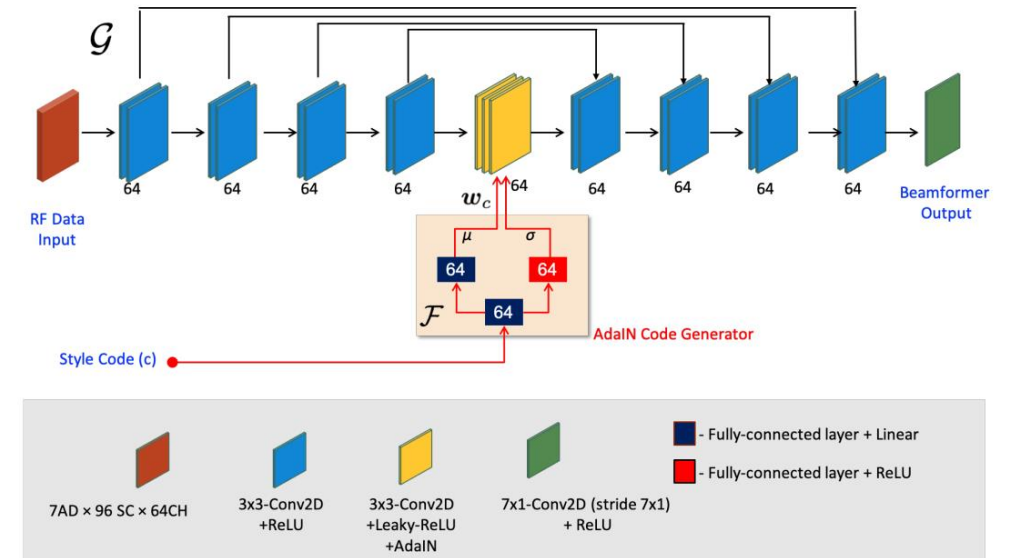 𝒢
64
64
64
64
64
64
64
64
64
RF Data
Input
Beamformer
Output
w_c
μ
σ
64
64
64
ℱ
AdaIN Code Generator
Style Code (c)
7AD × 96 SC × 64CH
3x3-Conv2D
+ReLU
3x3-Conv2D
+Leaky-ReLU
+AdaIN
7x1-Conv2D (stride 7x1)
+ ReLU
- Fully-connected layer + Linear
- Fully-connected layer + ReLU